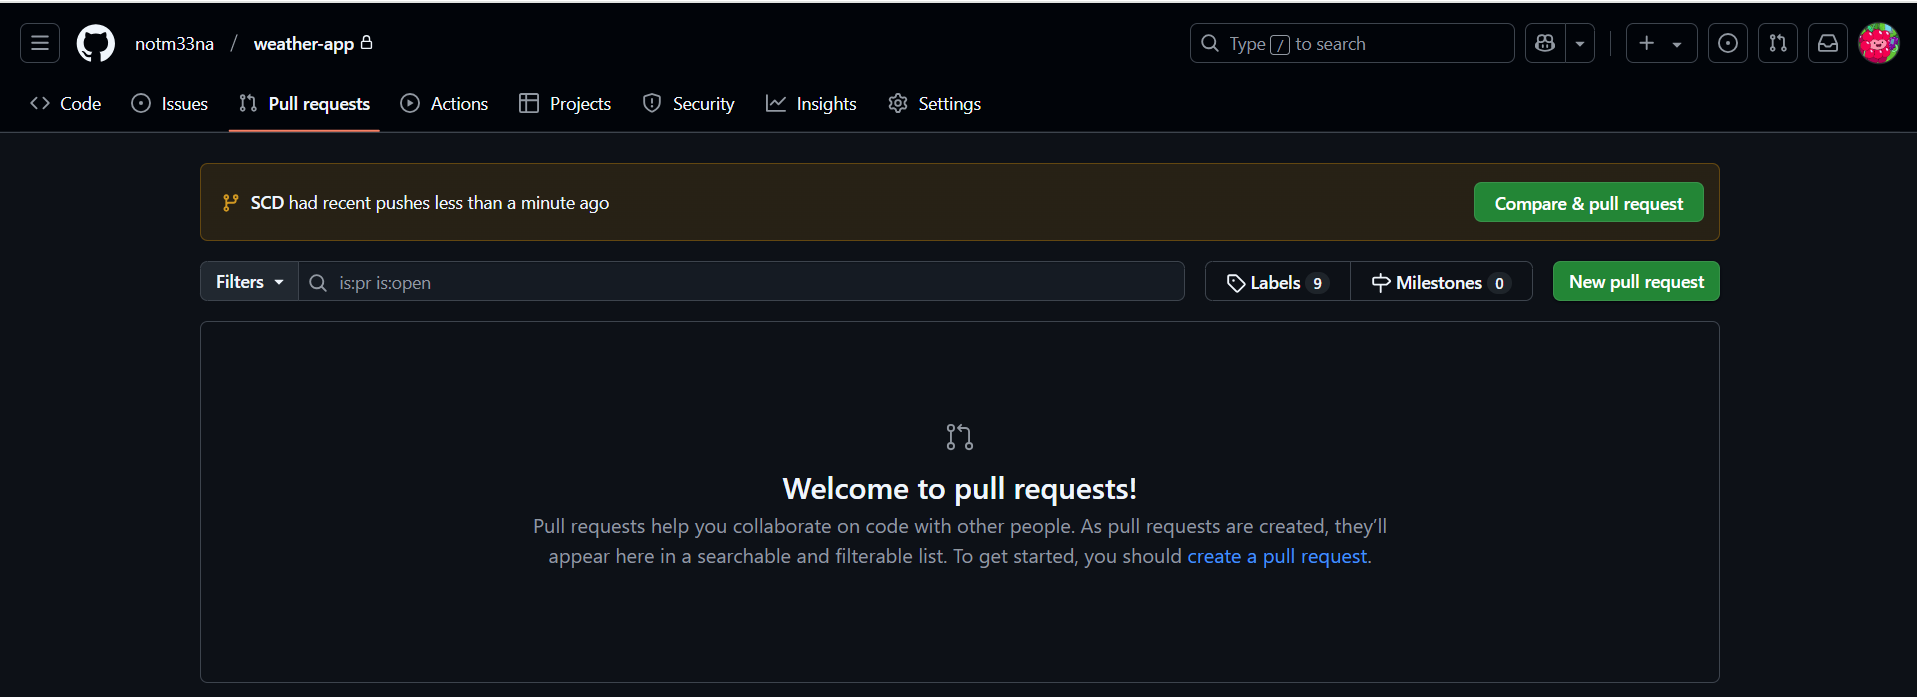 notm33na / weather-app
Type / to search
Code Issues Pull requests Actions Projects Security Insights Settings
SCD had recent pushes less than a minute ago
Compare & pull request
Filters is:pr is:open Labels 9 Milestones 0 New pull request
Welcome to pull requests!
Pull requests help you collaborate on code with other people. As pull requests are created, they’ll
appear here in a searchable and filterable list. To get started, you should create a pull request.